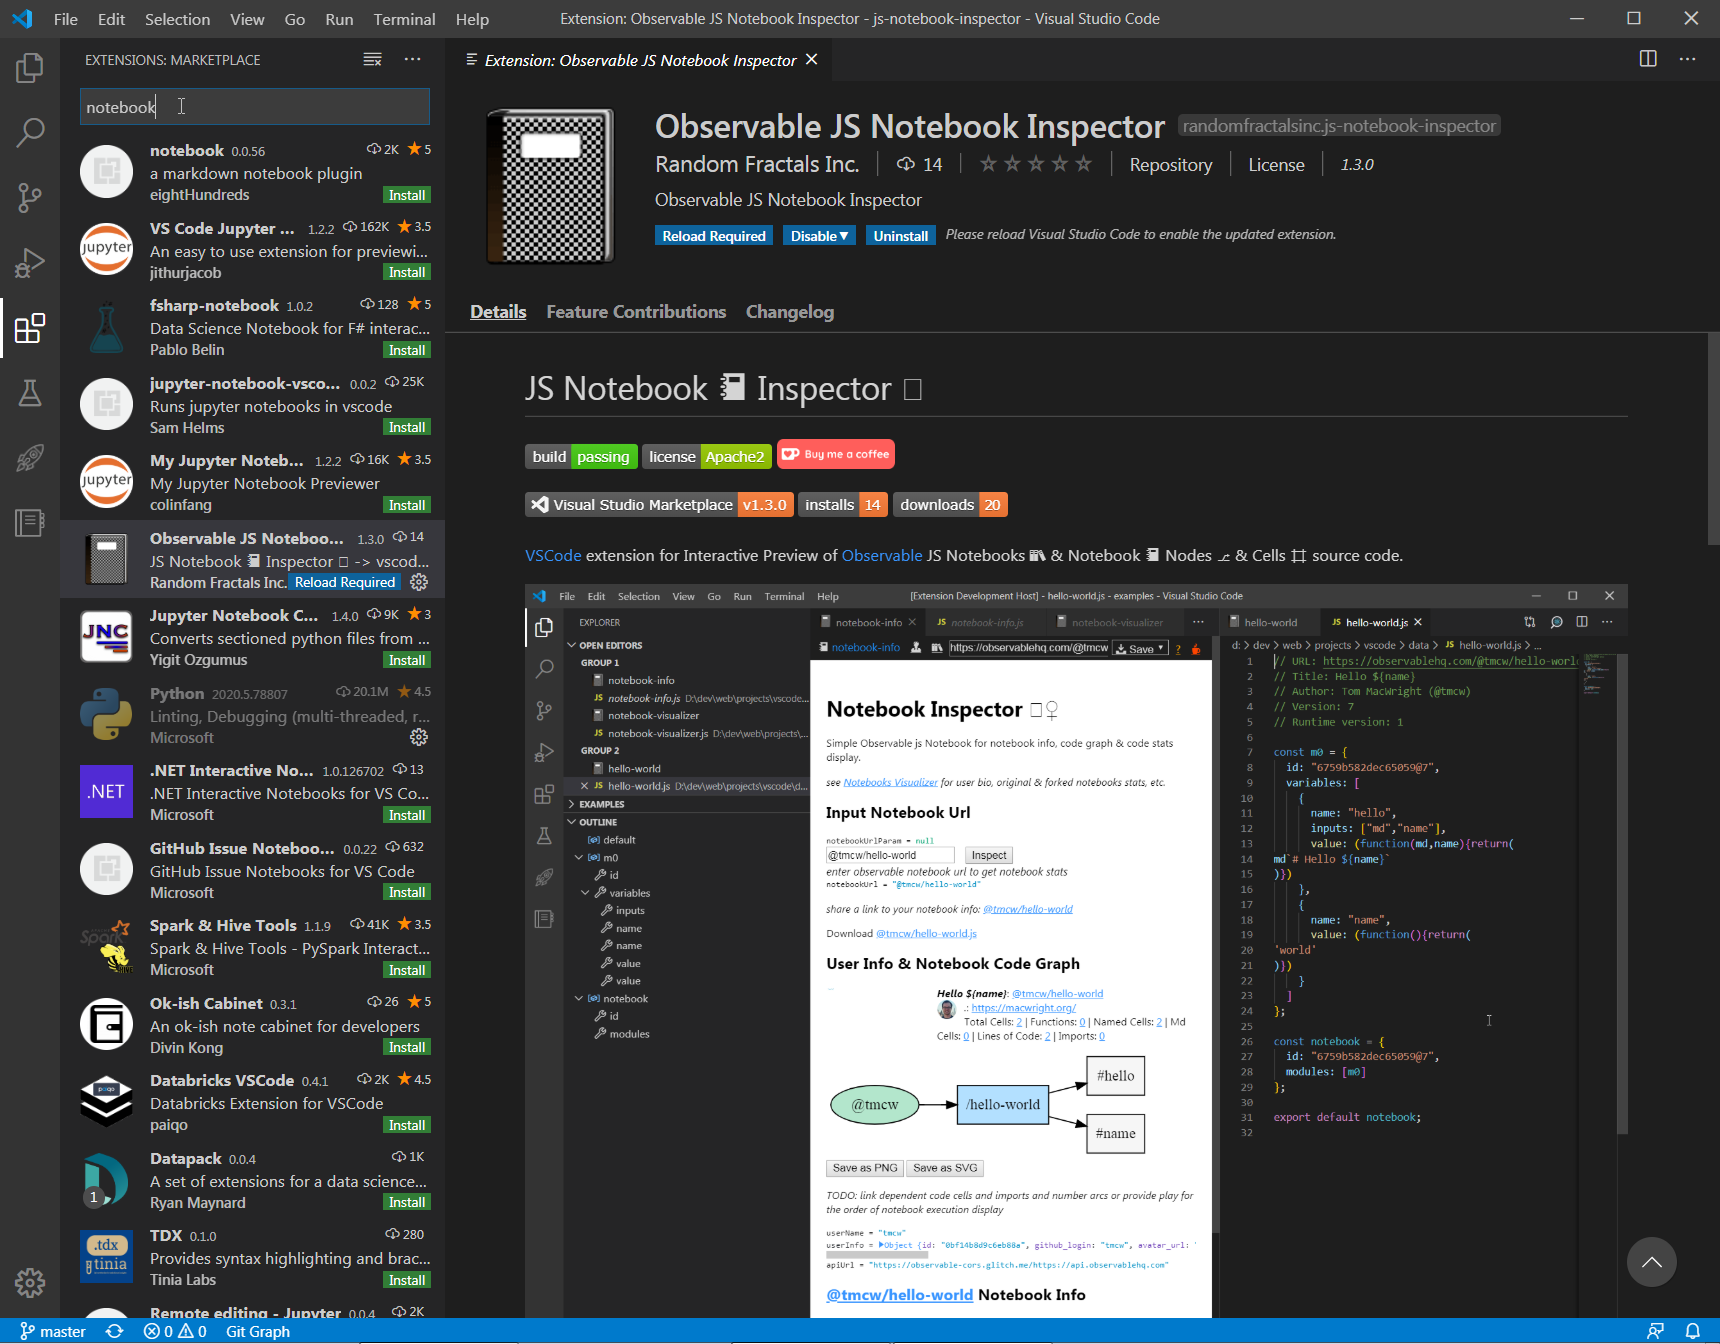 File Edit Selection View Go Run Terminal Help
Extension: Observable JS Notebook Inspector - js-notebook-inspector - Visual Studio Code
EXTENSIONS: MARKETPLACE
notebook
notebook 0.0.56 2K ★5
a markdown notebook plugin
eightHundreds Install
jupyter
VS Code Jupyter ... 1.2.2 162K ★3.5
An easy to use extension for previewi...
jithurjacob Install
fsharp-notebook 1.0.2 128 ★5
Data Science Notebook for F# interac...
Pablo Belin Install
jupyter-notebook-vsco... 0.0.2 25K
Runs jupyter notebooks in vscode
Sam Helms Install
jupyter
My Jupyter Noteb... 1.2.2 16K ★3.5
My Jupyter Notebook Previewer
colinfang Install
Observable JS Noteboo... 1.3.0 14
JS Notebook Inspector -> vscod...
Random Fractals Inc. Reload Required
JNC
Jupyter Notebook C... 1.4.0 9K ★3
Converts sectioned python files from ...
Yigit Ozgumus Install
Python 2020.5.78807 20.1M ★4.5
Linting, Debugging (multi-threaded, r...
Microsoft
.NET
.NET Interactive No... 1.0.126702 13
.NET Interactive Notebooks for VS Co...
Microsoft Install
GitHub Issue Noteboo... 0.0.22 632
GitHub Issue Notebooks for VS Code
Microsoft Install
Spark
HIVE
Spark & Hive Tools 1.1.9 41K ★3.5
Spark & Hive Tools - PySpark Interact...
Microsoft Install
Ok-ish Cabinet 0.3.1 26 ★5
An ok-ish note cabinet for developers
Divin Kong Install
paiqo
Databricks VSCode 0.4.1 2K ★4.5
Databricks Extension for VSCode
paiqo Install
1
Datapack 0.0.4 1K
A set of extensions for a data science...
Ryan Maynard Install
.tdx
tinia
TDX 0.1.0 280
Provides syntax highlighting and brac...
Tinia Labs Install
Remote editing - Jupyter 0.0.4 2K
Extension: Observable JS Notebook Inspector
Observable JS Notebook Inspector randomfractalsinc.js-notebook-inspector
Random Fractals Inc. 14 Repository License 1.3.0
Observable JS Notebook Inspector
Reload Required Disable▼ Uninstall Please reload Visual Studio Code to enable the updated extension.
Details Feature Contributions Changelog
JS Notebook Inspector
build passing license Apache2 Buy me a coffee
Visual Studio Marketplace v1.3.0 installs 14 downloads 20
VSCode extension for Interactive Preview of Observable JS Notebooks & Notebook Nodes & Cells source code.
File Edit Selection View Go Run Terminal Help
[Extension Development Host] - hello-world.js - examples - Visual Studio Code
EXPLORER
OPEN EDITORS
GROUP 1
notebook-info
notebook-info.js D:\dev\web\projects\vscode...
notebook-visualizer
notebook-visualizer.js D:\dev\web\projects\...
GROUP 2
hello-world
hello-world.js D:\dev\web\projects\vscode\d...
EXAMPLES
OUTLINE
default
m0
id
variables
inputs
name
name
value
value
notebook
id
modules
notebook-info notebook-info.js notebook-visualizer
notebook-info https://observablehq.com/@tmcw Save ?
Notebook Inspector ♀
Simple Observable js Notebook for notebook info, code graph & code stats
display.
see Notebooks Visualizer for user bio, original & forked notebooks stats, etc.
Input Notebook Url
notebookUrlParam = null
@tmcw/hello-world Inspect
enter observable notebook url to get notebook stats
notebookUrl = "@tmcw/hello-world"
share a link to your notebook info: @tmcw/hello-world
Download @tmcw/hello-world.js
User Info & Notebook Code Graph
Hello ${name}: @tmcw/hello-world
.: https://macwright.org/
Total Cells: 2 | Functions: 0 | Named Cells: 2 | Md
Cells: 0 | Lines of Code: 2 | Imports: 0
#hello
@tmcw /hello-world
#name
Save as PNG Save as SVG
TODO: link dependent code cells and imports and number arcs or provide play for
the order of notebook execution display
userName = "tmcw"
userInfo = ▶Object {id: "0bf14b8d9c6eb88a", github_login: "tmcw", avatar_url: '
apiUrl = "https://observable-cors.glitch.me/https://api.observablehq.com"
@tmcw/hello-world Notebook Info
hello-world hello-world.js
d: > dev > web > projects > vscode > data > hello-world.js > ...
1 // URL: https://observablehq.com/@tmcw/hello-worl
2 // Title: Hello ${name}
3 // Author: Tom MacWright (@tmcw)
4 // Version: 7
5 // Runtime version: 1
6
7 const m0 = {
8 id: "6759b582dec65059@7",
9 variables: [
10 {
11 name: "hello",
12 inputs: ["md","name"],
13 value: (function(md,name){return(
14 md`# Hello ${name}`
15 )})
16 },
17 {
18 name: "name",
19 value: (function(){return(
20 'world'
21 )})
22 }
23 ]
24 };
25
26 const notebook = {
27 id: "6759b582dec65059@7",
28 modules: [m0]
29 };
30
31 export default notebook;
32
master 0 0 Git Graph